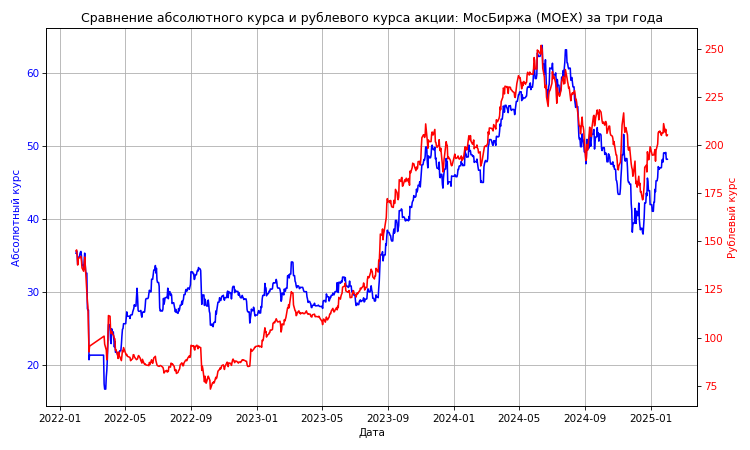 Сравнение абсолютного курса и рублевого курса акции: МосБиржа (MOEX) за три года
Абсолютный курс
60
50
40
30
20
250
225
200
175
150
125
100
75
Рублевый курс
2022-01 2022-05 2022-09 2023-01 2023-05 2023-09 2024-01 2024-05 2024-09 2025-01
Дата